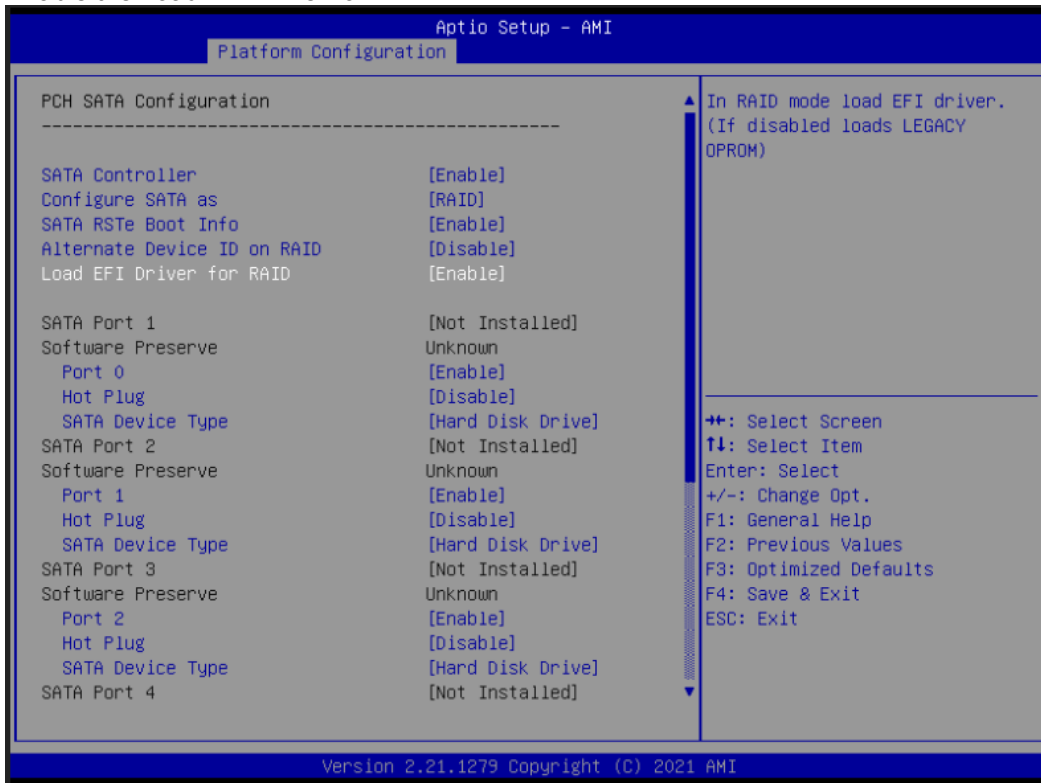 Aptio Setup – AMI
Platform Configuration
PCH SATA Configuration
--------------------------------------------------
SATA Controller [Enable]
Configure SATA as [RAID]
SATA RSTe Boot Info [Enable]
Alternate Device ID on RAID [Disable]
Load EFI Driver for RAID [Enable]
SATA Port 1 [Not Installed]
Software Preserve Unknown
Port 0 [Enable]
Hot Plug [Disable]
SATA Device Type [Hard Disk Drive]
SATA Port 2 [Not Installed]
Software Preserve Unknown
Port 1 [Enable]
Hot Plug [Disable]
SATA Device Type [Hard Disk Drive]
SATA Port 3 [Not Installed]
Software Preserve Unknown
Port 2 [Enable]
Hot Plug [Disable]
SATA Device Type [Hard Disk Drive]
SATA Port 4 [Not Installed]
In RAID mode load EFI driver.
(If disabled loads LEGACY
OPROM)
→←: Select Screen
↑↓: Select Item
Enter: Select
+/-: Change Opt.
F1: General Help
F2: Previous Values
F3: Optimized Defaults
F4: Save & Exit
ESC: Exit
Version 2.21.1279 Copyright (C) 2021 AMI